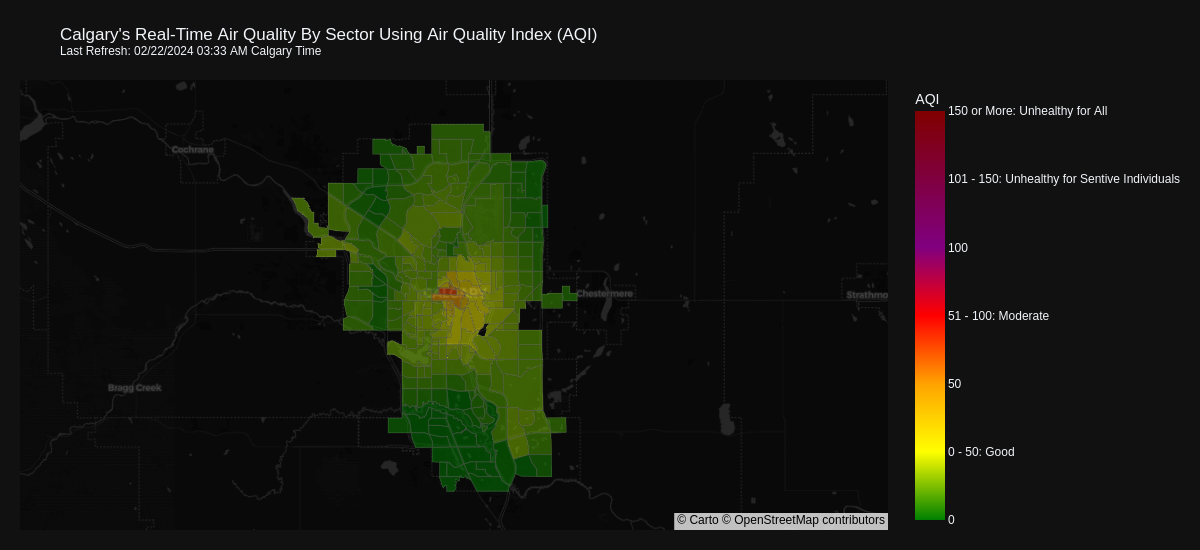 Calgary's Real-Time Air Quality By Sector Using Air Quality Index (AQI)
Last Refresh: 02/22/2024 03:33 AM Calgary Time
AQI
150 or More: Unhealthy for All
Cochrane
101 - 150: Unhealthy for Sentive Individuals
100
Chestermere
Strathmo
51 - 100: Moderate
Bragg Creek
50
0 - 50: Good
© Carto © OpenStreetMap contributors
0